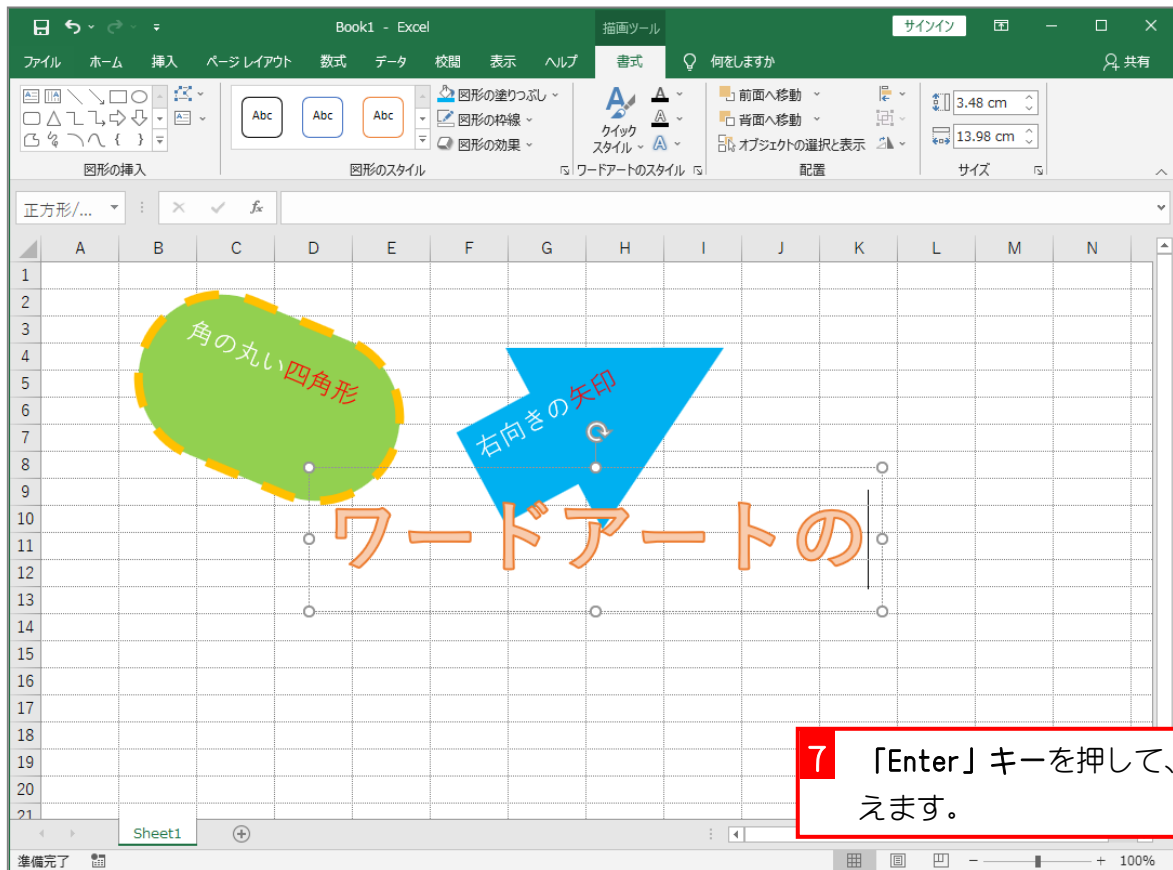 Book1 - Excel
描画ツール
サインイン
ファイル ホーム 挿入 ページ レイアウト 数式 データ 校閲 表示 ヘルプ 書式 何をしますか 共有
Abc Abc Abc
図形の塗りつぶし
図形の枠線
図形の効果
クイック
スタイル
前面へ移動
背面へ移動
オブジェクトの選択と表示
3.48 cm
13.98 cm
図形の挿入 図形のスタイル ワードアートのスタイル 配置 サイズ
正方形/... fx
A B C D E F G H I J K L M N
1
2
3
4
5
6
7
8
9
10
11
12
13
14
15
16
17
18
19
20
21
角の丸い四角形
右向きの矢印
ワードアートの
7 「Enter」キーを押して、
えます。
Sheet1
準備完了
100%